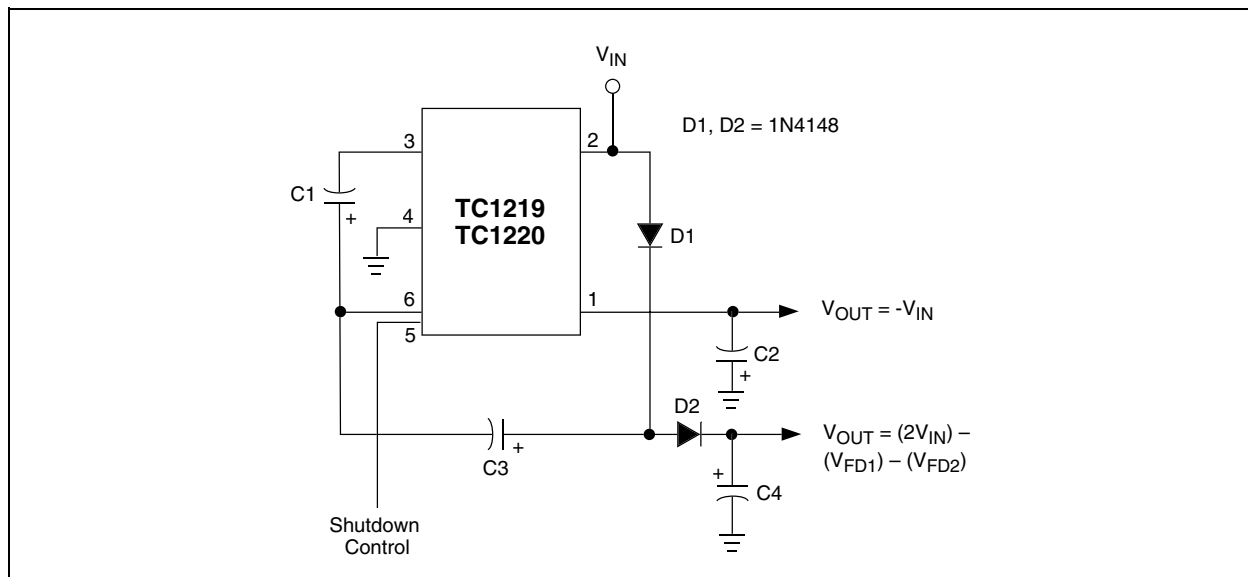 V_IN
D1, D2 = 1N4148
3
2
C1
+
4
TC1219
TC1220
D1
6
1
5
V_OUT = -V_IN
C2
+
D2
V_OUT = (2V_IN) –
(V_FD1) – (V_FD2)
C3
+
+
C4
Shutdown
Control